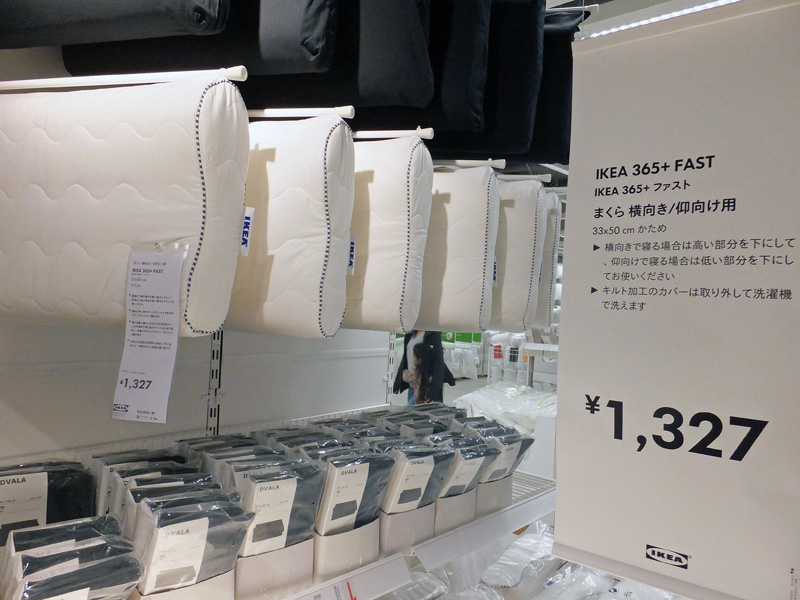 IKEA 365+ FAST
IKEA 365+ ファスト
まくら 横向き/仰向け用
33x50 cm かため
▶ 横向きで寝る場合は高い部分を下にして
、仰向けで寝る場合は低い部分を下にし
てお使いください
▶ キルト加工のカバーは取り外して洗濯機
で洗えます
¥1,327
IKEA
IKEA
IKEA
IKEA 365+ FAST
¥1,327
IKEA
DVALA
DVALA
DVALA
DVALA
DVALA